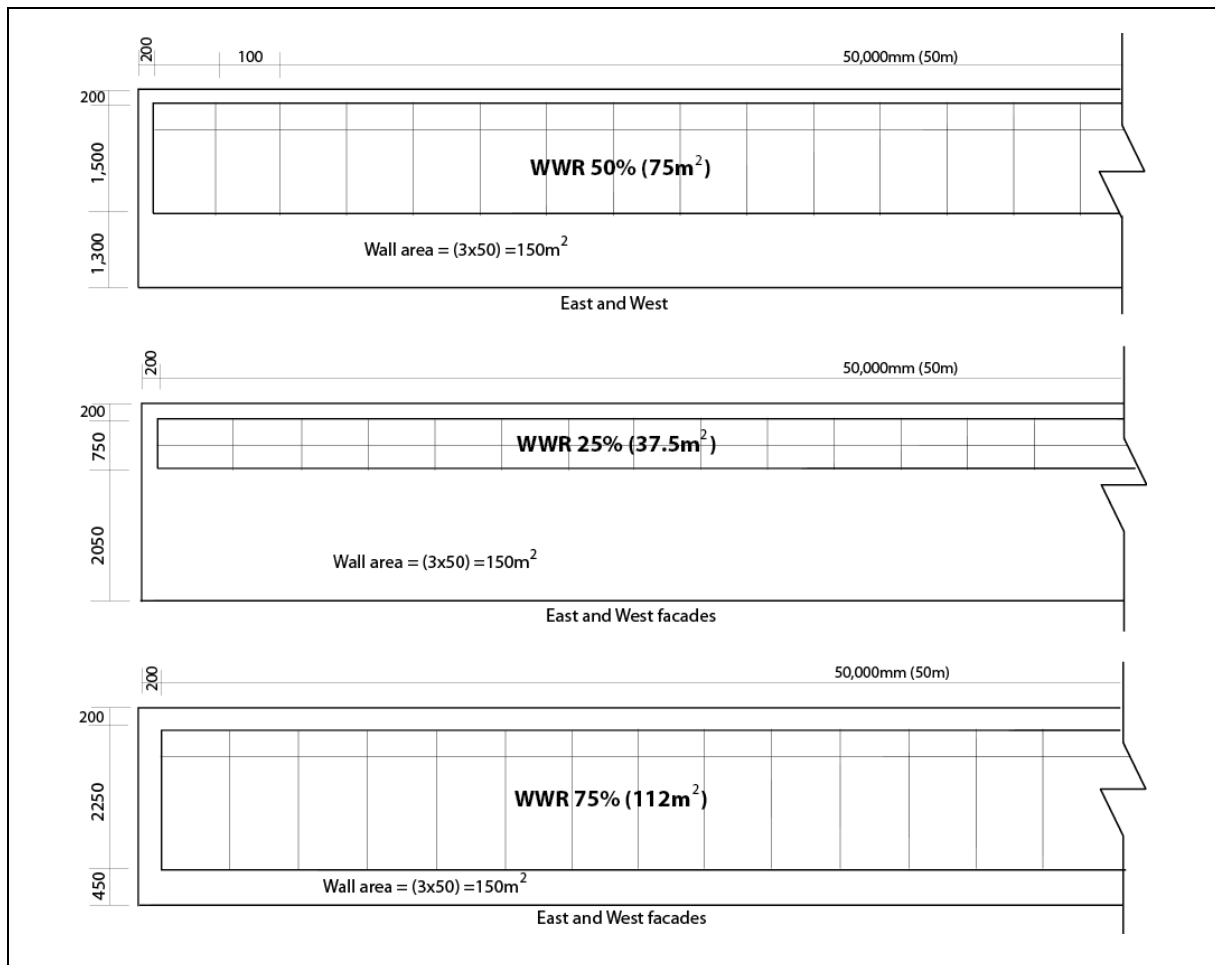 200
100
50,000mm (50m)
200
1,500
WWR 50% (75m²)
1,300
Wall area = (3x50) =150m²
East and West
200
50,000mm (50m)
200
750
WWR 25% (37.5m²)
2050
Wall area = (3x50) =150m²
East and West facades
200
50,000mm (50m)
200
2250
WWR 75% (112m²)
450
Wall area = (3x50) =150m²
East and West facades